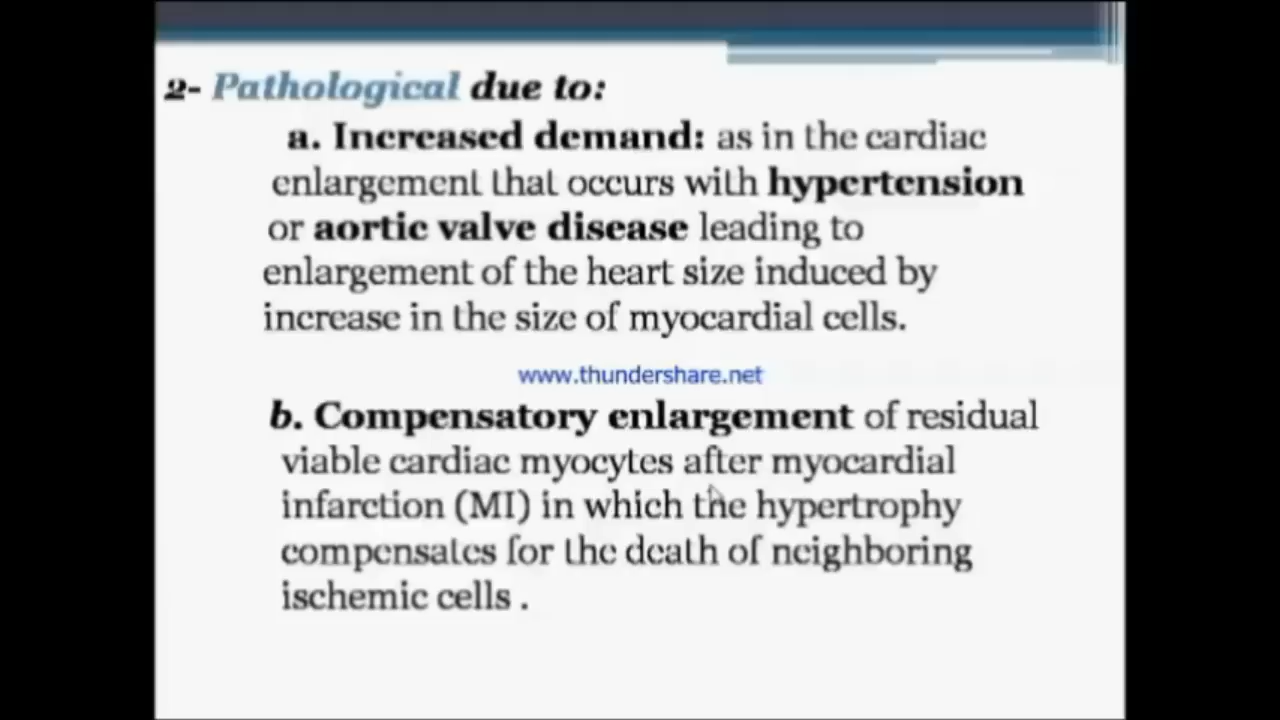 2- Pathological due to:
a. Increased demand: as in the cardiac
enlargement that occurs with hypertension
or aortic valve disease leading to
enlargement of the heart size induced by
increase in the size of myocardial cells.
www.thundershare.net
b. Compensatory enlargement of residual
viable cardiac myocytes after myocardial
infarction (MI) in which the hypertrophy
compensates for the death of neighboring
ischemic cells .